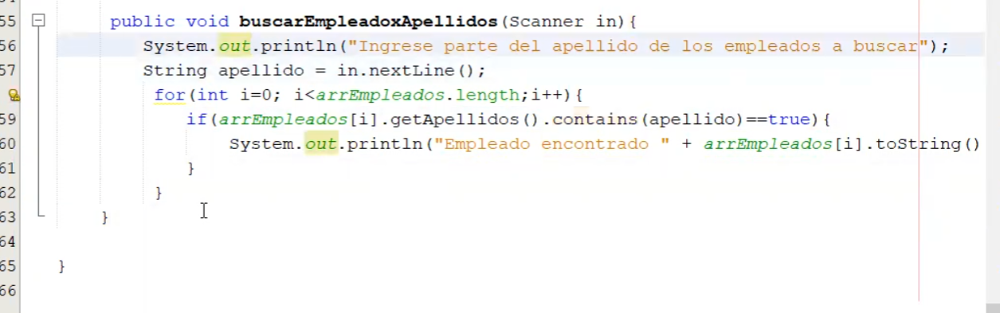 55 public void buscarEmpleadoxApellidos(Scanner in){
56 System.out.println("Ingrese parte del apellido de los empleados a buscar");
57 String apellido = in.nextLine();
for(int i=0; i<arrEmpleados.length;i++){
59 if(arrEmpleados[i].getApellidos().contains(apellido)==true){
60 System.out.println("Empleado encontrado " + arrEmpleados[i].toString()
61 }
62 }
63 }
64
65 }
66